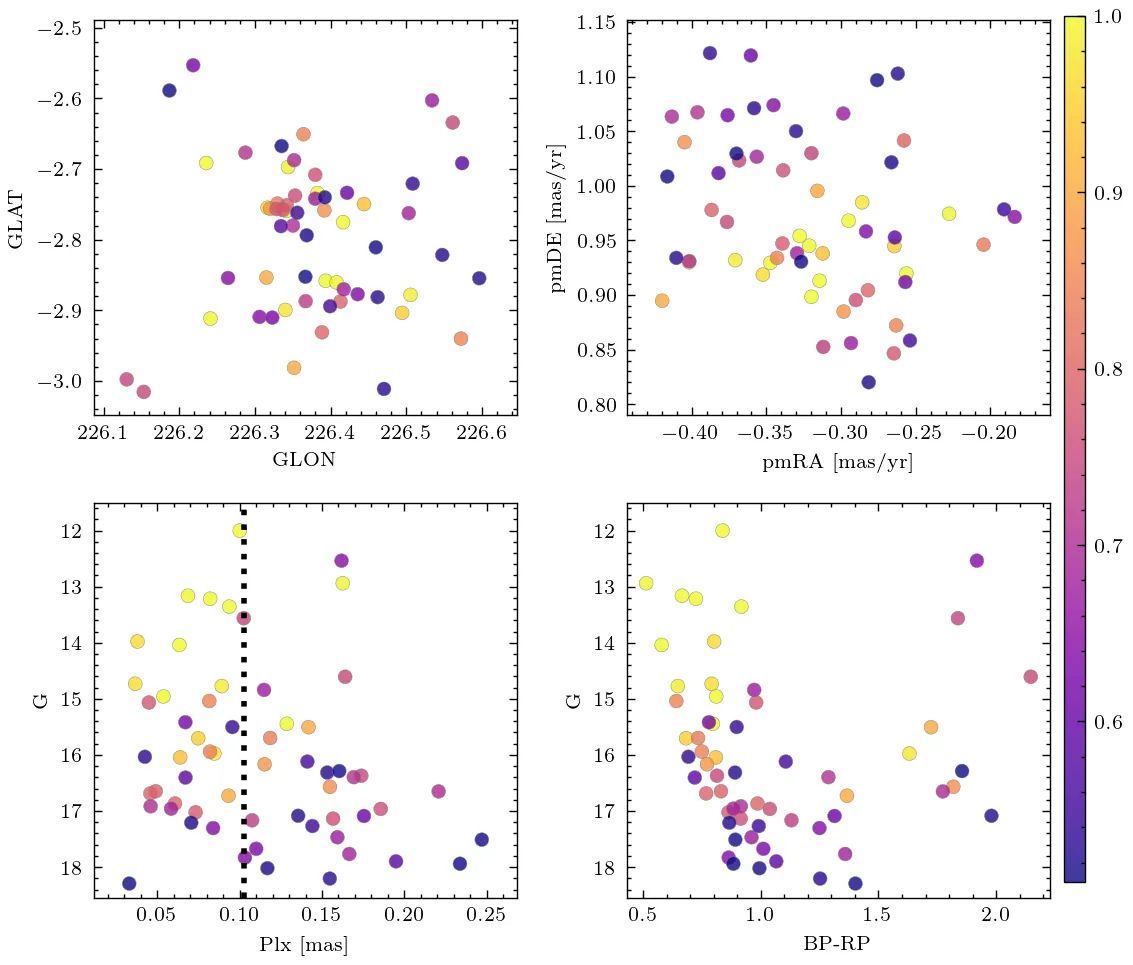 −2.5
−2.6
−2.7
−2.8
−2.9
−3.0
GLAT
226.1 226.2 226.3 226.4 226.5 226.6
GLON
1.15
1.10
1.05
1.00
0.95
0.90
0.85
0.80
pmDE [mas/yr]
−0.40 −0.35 −0.30 −0.25 −0.20
pmRA [mas/yr]
1.0
0.9
0.8
0.7
0.6
12
13
14
15
16
17
18
G
0.05 0.10 0.15 0.20 0.25
Plx [mas]
12
13
14
15
16
17
18
G
0.5 1.0 1.5 2.0
BP-RP